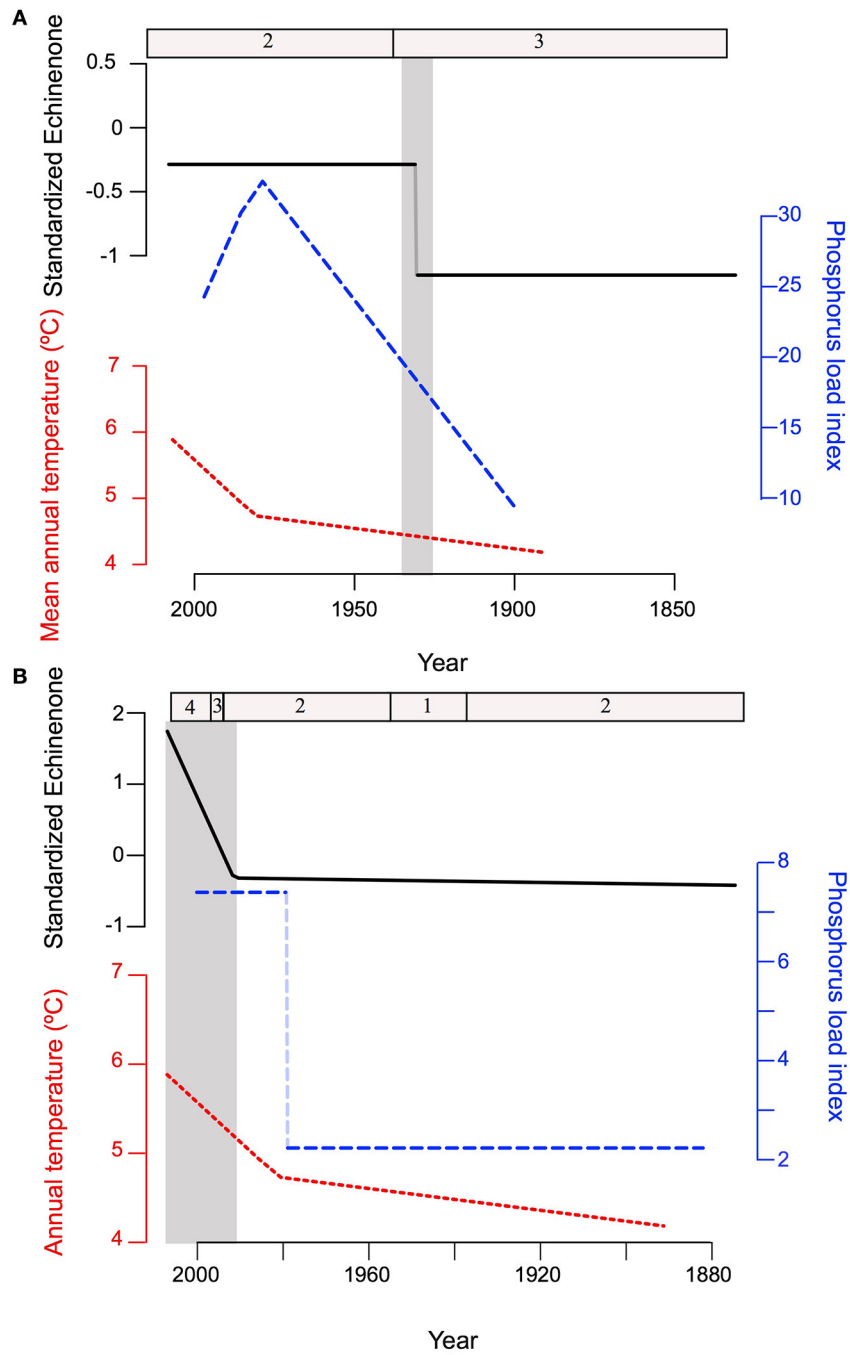 A
2 3
Standardized Echinenone
0.5
0
-0.5
-1
Mean annual temperature (ºC)
7
6
5
4
30
25
20
15
10
Phosphorus load index
2000 1950 1900 1850
Year
B
4 3 2 1 2
Standardized Echinenone
2
1
0
-1
Annual temperature (ºC)
7
6
5
4
8
6
4
2
Phosphorus load index
2000 1960 1920 1880
Year